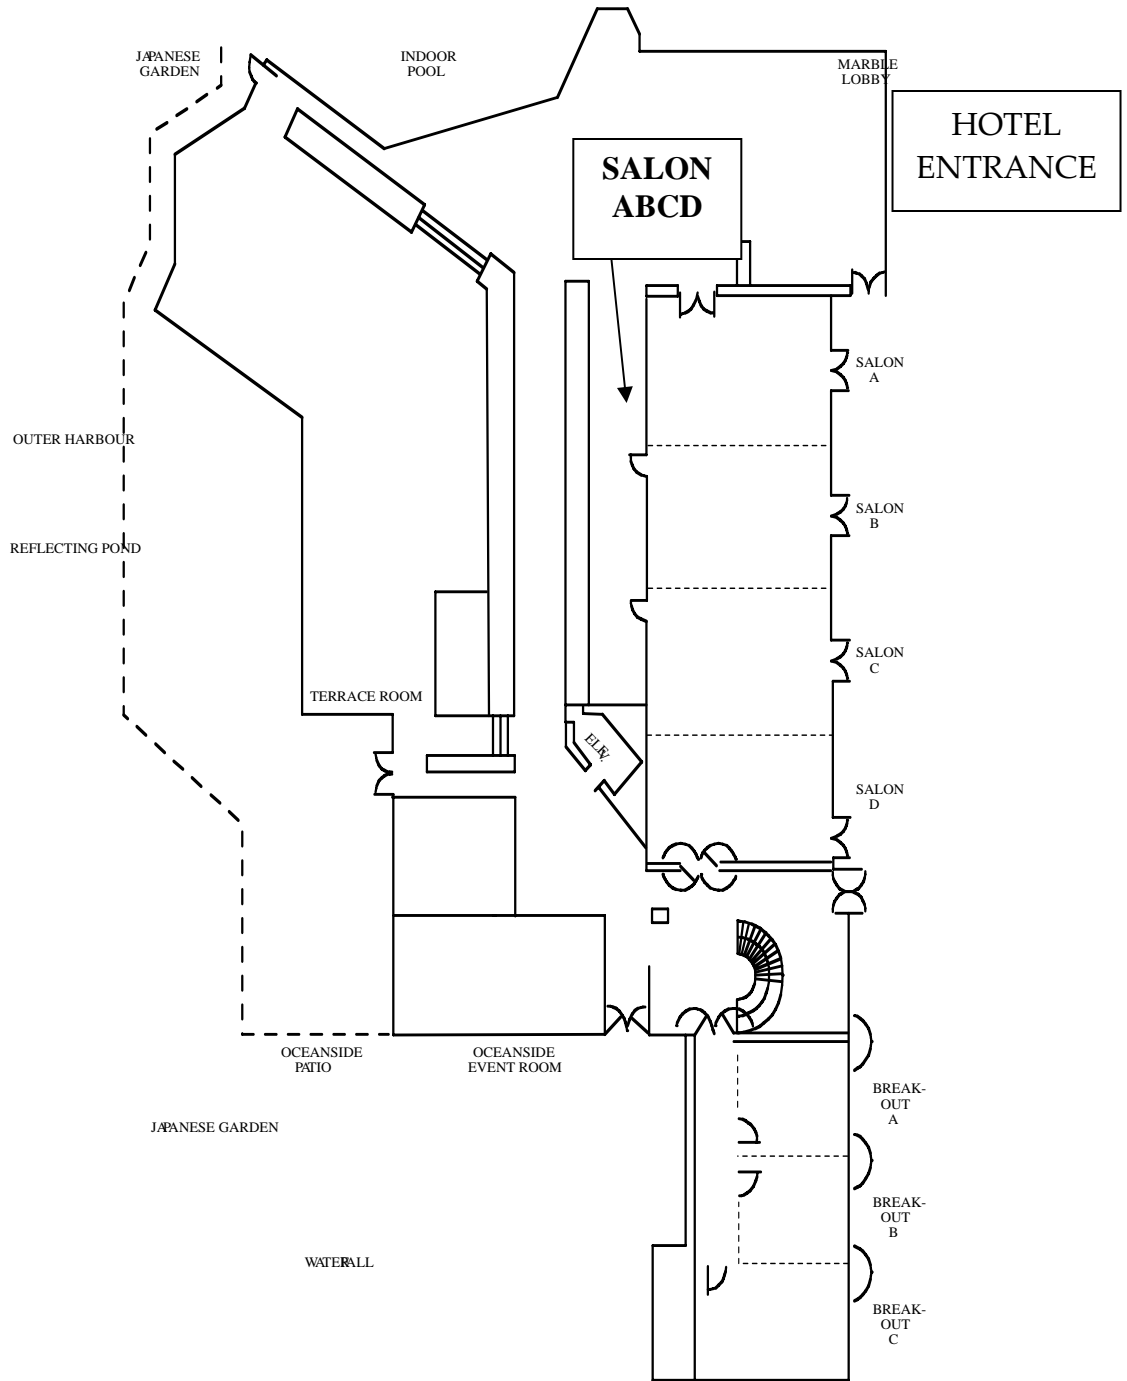 JAPANESE
GARDEN
INDOOR
POOL
MARBLE
LOBBY
HOTEL
ENTRANCE
SALON
ABCD
SALON
A
OUTER HARBOUR
SALON
B
REFLECTING POND
SALON
C
TERRACE ROOM
ELEV.
SALON
D
OCEANSIDE
PATIO
OCEANSIDE
EVENT ROOM
BREAK-
OUT
A
JAPANESE GARDEN
BREAK-
OUT
B
WATERFALL
BREAK-
OUT
C